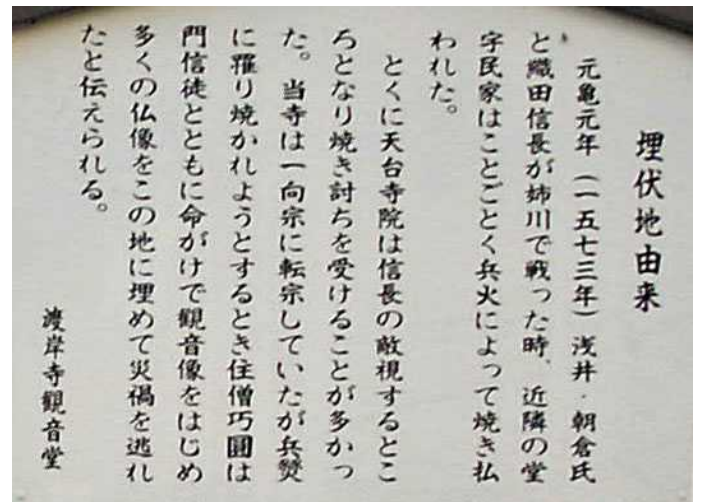 埋伏地由来
元亀元年（一五七三年）浅井・朝倉氏
と織田信長が姉川で戦った時、近隣の堂
宇民家はことごとく兵火によって焼き払
われた。
とくに天台寺院は信長の敵視するとこ
ろとなり焼き討ちを受けることが多かっ
た。当寺は一向宗に転宗していたが兵燹
に罹り焼かれようとするとき住僧巧圓は
門信徒とともに命がけで観音像をはじめ
多くの仏像をこの地に埋めて災禍を逃れ
たと伝えられる。
渡岸寺観音堂